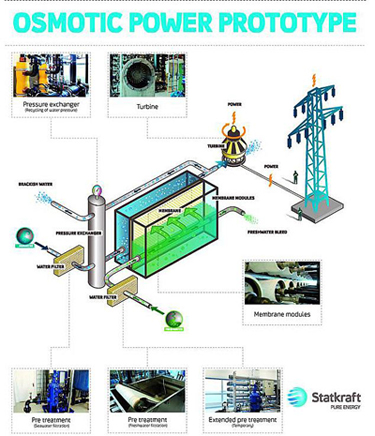 OSMOTIC POWER PROTOTYPE
Pressure exchanger
(Recycling of water pressure)
Turbine
POWER
TURBINE
POWER
BRACKISH WATER
MEMBRANE
MEMBRANE MODULES
PRESSURE EXCHANGER
FRESHWATER BLEED
WATER FILTER
WATER FILTER
Membrane modules
Pre treatment
(Seawater filtration)
Pre treatment
(Freshwater filtration)
Extended pre treatment
(Temporary)
Statkraft
PURE ENERGY